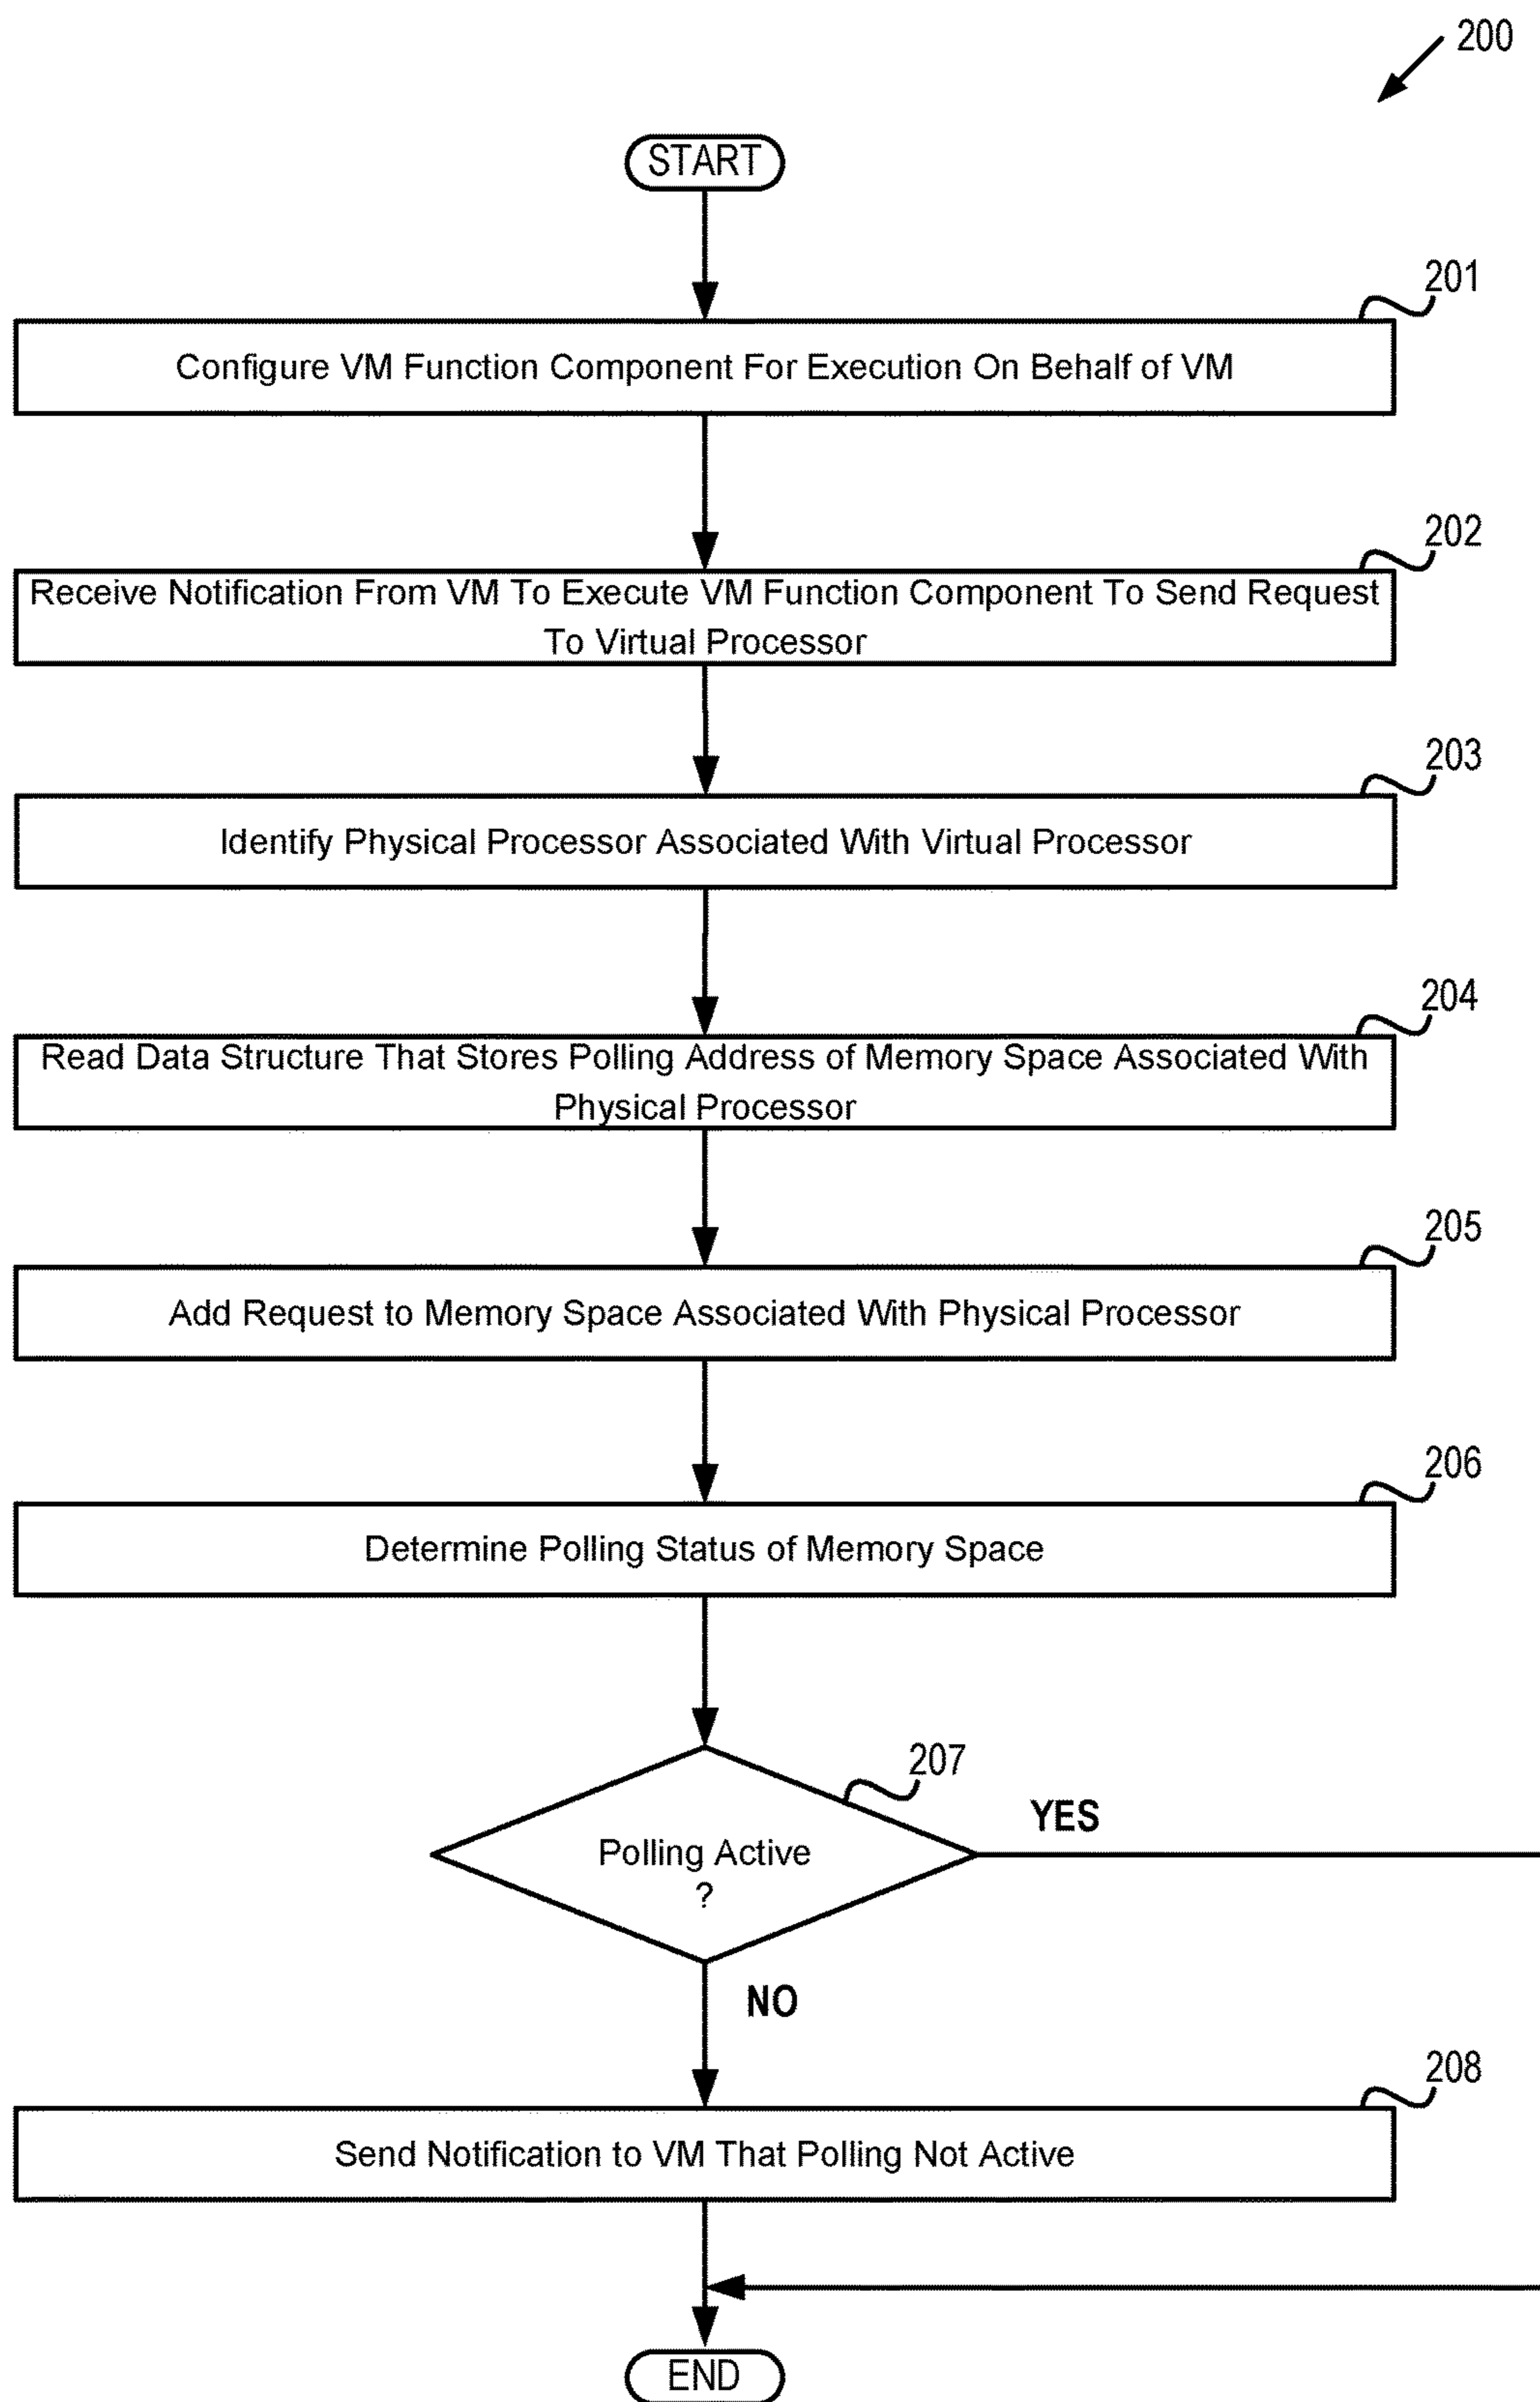 200
START
201
Configure VM Function Component For Execution On Behalf of VM
202
Receive Notification From VM To Execute VM Function Component To Send Request
To Virtual Processor
203
Identify Physical Processor Associated With Virtual Processor
204
Read Data Structure That Stores Polling Address of Memory Space Associated With
Physical Processor
205
Add Request to Memory Space Associated With Physical Processor
206
Determine Polling Status of Memory Space
207
YES
Polling Active
?
NO
208
Send Notification to VM That Polling Not Active
END